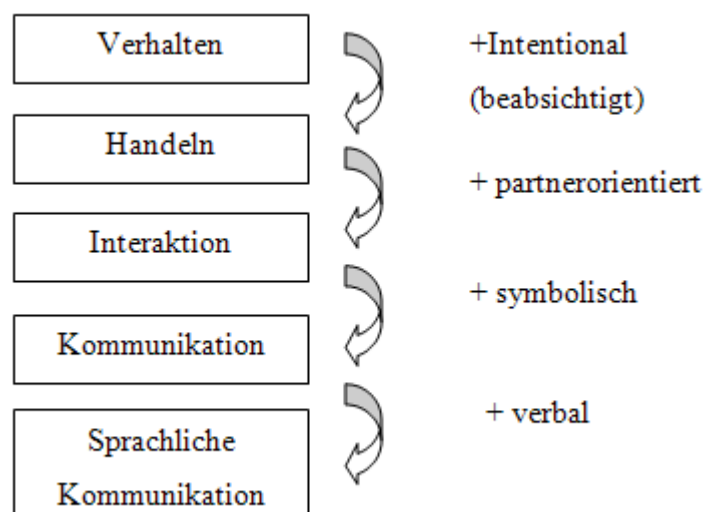 Verhalten
+Intentional
(beabsichtigt)
Handeln
+ partnerorientiert
Interaktion
+ symbolisch
Kommunikation
+ verbal
Sprachliche
Kommunikation